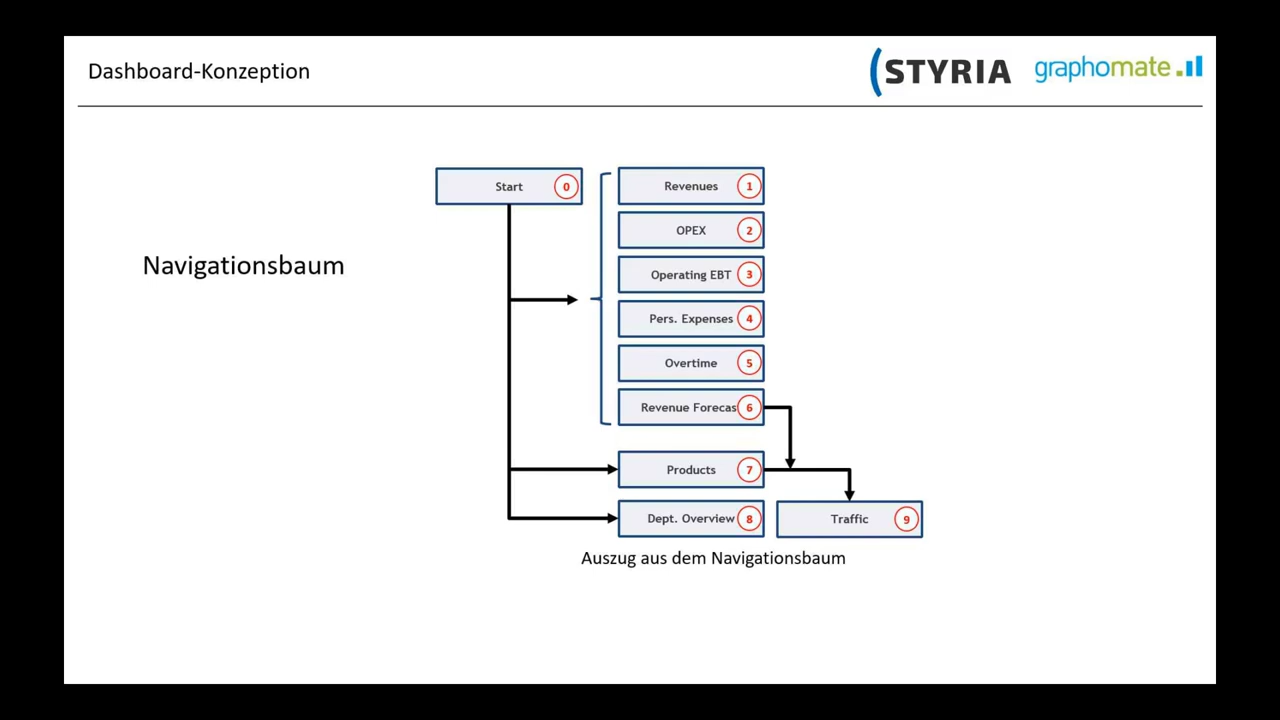 Dashboard-Konzeption
(STYRIA
graphomate
Start 0
Revenues 1
OPEX 2
Navigationsbaum
Operating EBT 3
Pers. Expenses 4
Overtime 5
Revenue Forecas 6
Products 7
Dept. Overview 8
Traffic 9
Auszug aus dem Navigationsbaum